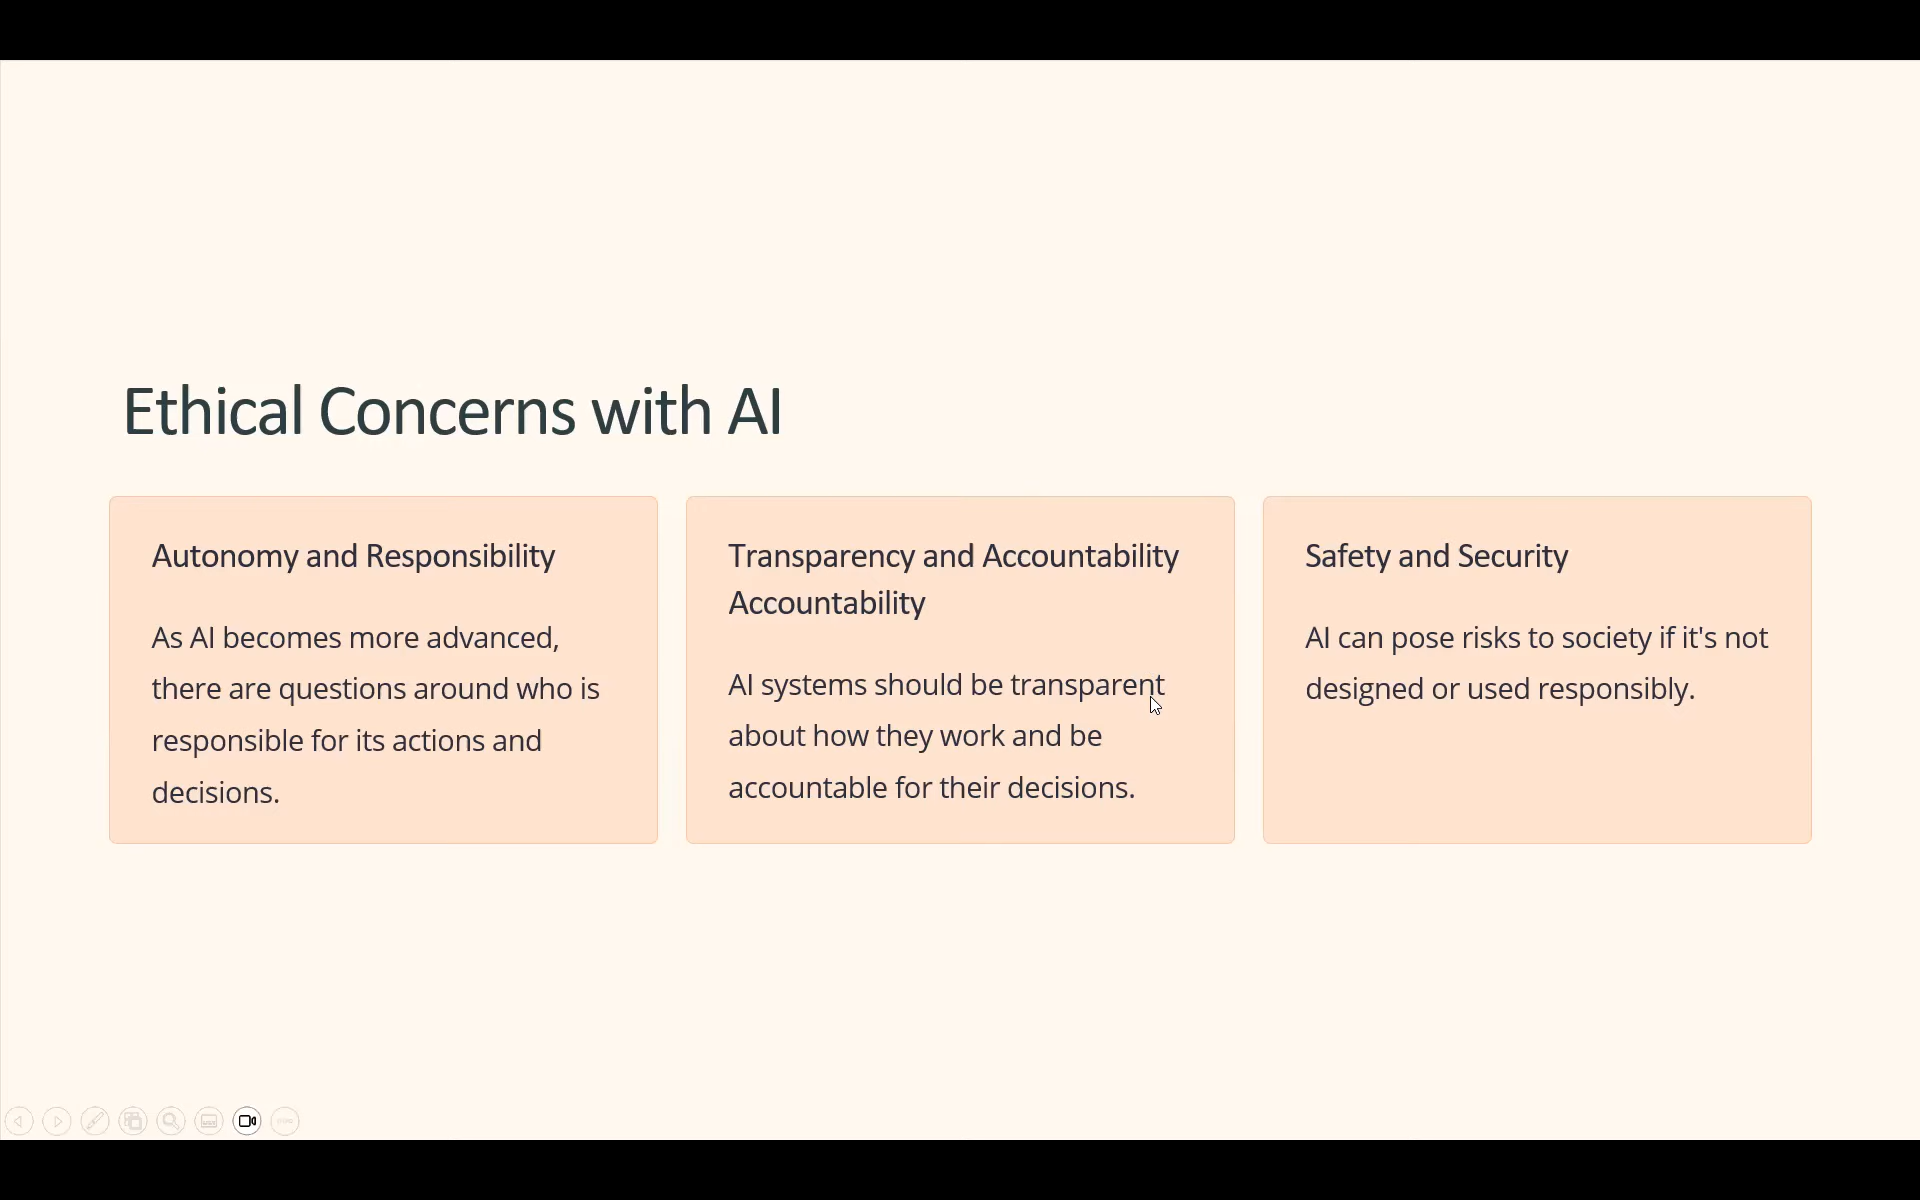 Ethical Concerns with AI
Autonomy and Responsibility
As AI becomes more advanced,
there are questions around who is
responsible for its actions and
decisions.
Transparency and Accountability
Accountability
AI systems should be transparent
about how they work and be
accountable for their decisions.
Safety and Security
AI can pose risks to society if it's not
designed or used responsibly.